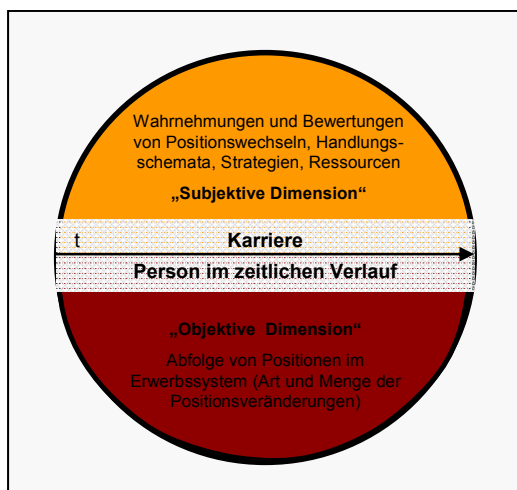 Wahrnehmungen und Bewertungen
von Positionswechseln, Handlungs-
schemata, Strategien, Ressourcen
„Subjektive Dimension“
t Karriere
Person im zeitlichen Verlauf
„Objektive Dimension“
Abfolge von Positionen im
Erwerbssystem (Art und Menge der
Positionsveränderungen)